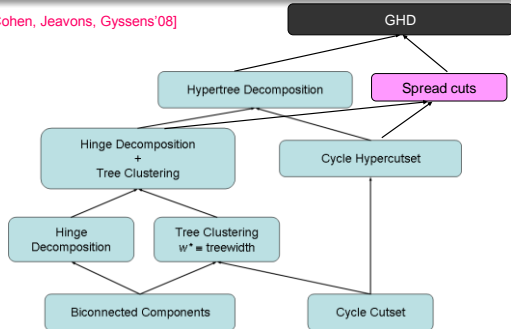 Cohen, Jeavons, Gyssens'08]
GHD
Hypertree Decomposition
Spread cuts
Hinge Decomposition
+
Tree Clustering
Cycle Hypercutset
Hinge
Decomposition
Tree Clustering
w* ≡ treewidth
Biconnected Components
Cycle Cutset